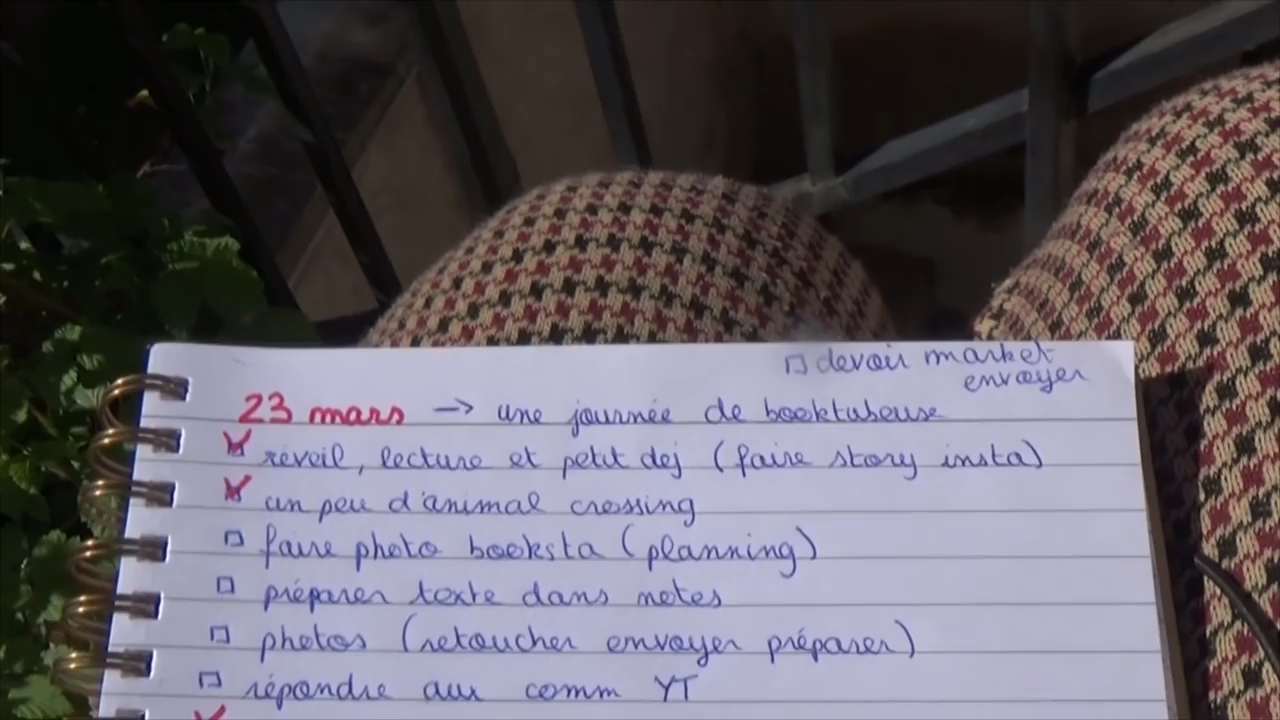 ☐ devoir market
envoyer
23 mars → une journée de booktubeuse
☒ réveil, lecture et petit dej (faire story insta)
☒ un peu d'animal crossing
☐ faire photo booksta (planning)
☐ préparer texte dans notes
☐ photos (retoucher envoyer préparer)
☐ répondre aux comm YT